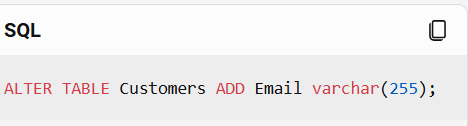 SQL
ALTER TABLE Customers ADD Email varchar(255);